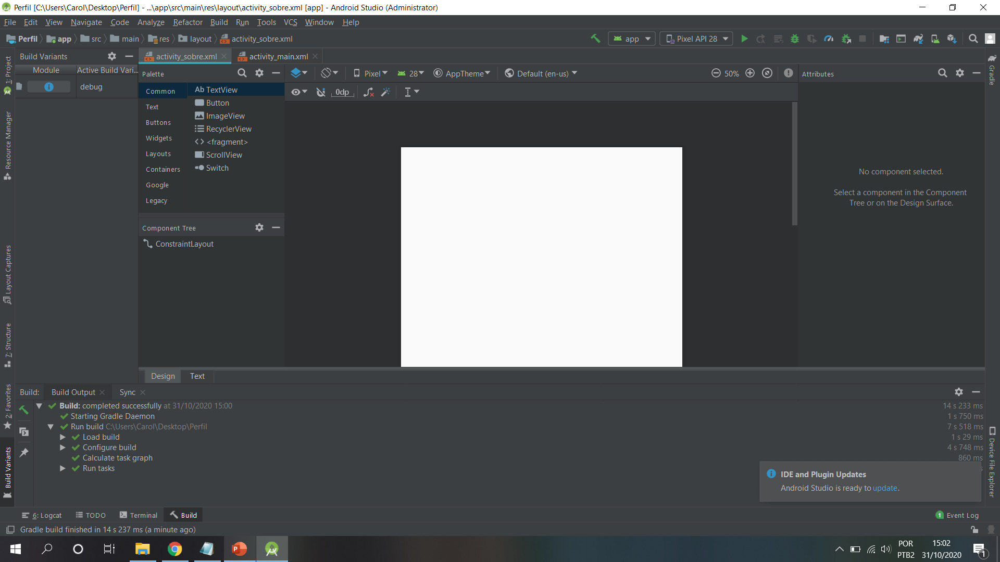 Perfil [C:\Users\Carol\Desktop\Perfil] - ...\app\src\main\res\layout\activity_sobre.xml [app] - Android Studio (Administrator)
File Edit View Navigate Code Analyze Refactor Build Run Tools VCS Window Help
Perfil app src main res layout activity_sobre.xml
app Pixel API 28
1: Project
Resource Manager
Layout Captures
7: Structure
2: Favorites
Build Variants
Build Variants
Module Active Build Vari...
debug
activity_sobre.xml activity_main.xml
Palette
Common
Text
Buttons
Widgets
Layouts
Containers
Google
Legacy
Ab TextView
Button
ImageView
RecyclerView
<fragment>
ScrollView
Switch
Component Tree
ConstraintLayout
Pixel 28 AppTheme Default (en-us) 50%
0dp
Attributes
No component selected.
Select a component in the Component
Tree or on the Design Surface.
Gradle
Device File Explorer
Design Text
Build: Build Output Sync
Build: completed successfully at 31/10/2020 15:00 14 s 233 ms
Starting Gradle Daemon 1 s 750 ms
Run build C:\Users\Carol\Desktop\Perfil 7 s 518 ms
Load build 1 s 29 ms
Configure build 4 s 748 ms
Calculate task graph 860 ms
Run tasks
IDE and Plugin Updates
Android Studio is ready to update.
6: Logcat TODO Terminal Build 1 Event Log
Gradle build finished in 14 s 237 ms (a minute ago)
POR 15:02
PTB2 31/10/2020 1